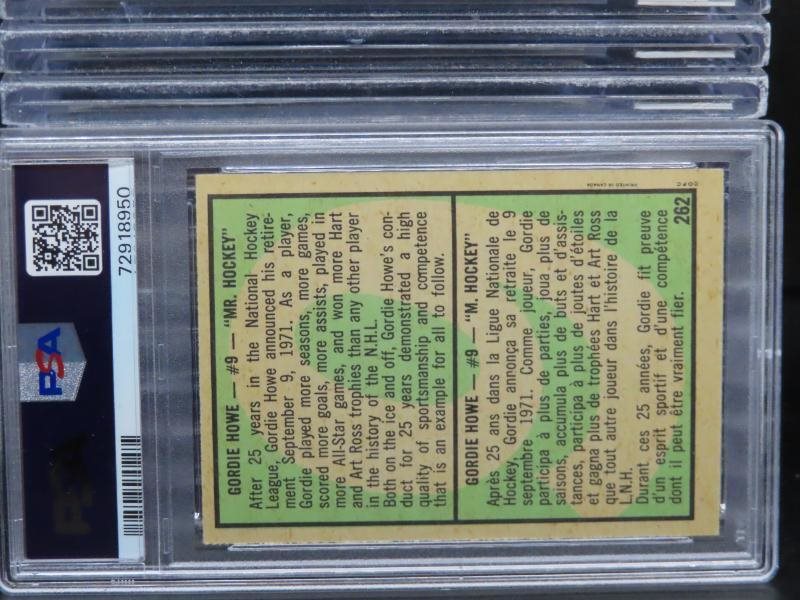 PSA
72918950
GORDIE HOWE — #9 — "MR. HOCKEY"
After 25 years in the National Hockey
League, Gordie Howe announced his retire-
ment September 9, 1971. As a player,
Gordie played more seasons, more games,
scored more goals, more assists, played in
more All-Star games, and won more Hart
and Art Ross trophies than any other player
in the history of the N.H.L.
Both on the ice and off, Gordie Howe's con-
duct for 25 years demonstrated a high
quality of sportsmanship and competence
that is an example for all to follow.
GORDIE HOWE — #9 — "M. HOCKEY"
Après 25 ans dans la Ligue Nationale de
Hockey Gordie annonça sa retraite le 9
septembre 1971. Comme joueur, Gordie
participa à plus de parties, joua plus de
saisons, accumula plus de buts et d'assis-
tances, participa à plus de joutes d'étoiles
et gagna plus de trophées Hart et Art Ross
que tout autre joueur dans l'histoire de la
L.N.H.
Durant ces 25 années, Gordie fit preuve
d'un esprit sportif et d'une compétence
dont il peut être vraiment fier.
262
©O.P.C. PRINTED IN CANADA